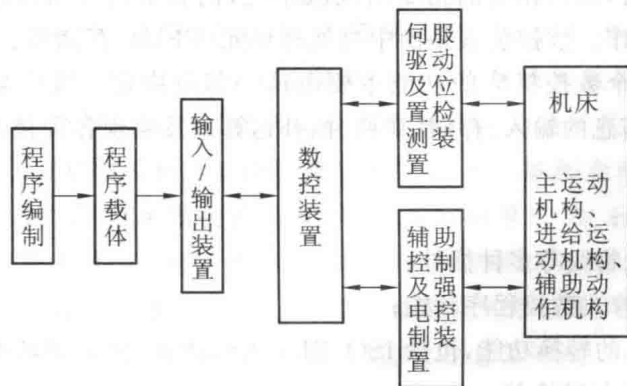 程序编制
程序载体
输入/输出装置
数控装置
伺服
驱动
及位
置检
测装
置
辅助
控制
及强
电控
制装
置
机床
主运动
机构、
进给运
动机构、
辅助动
作机构